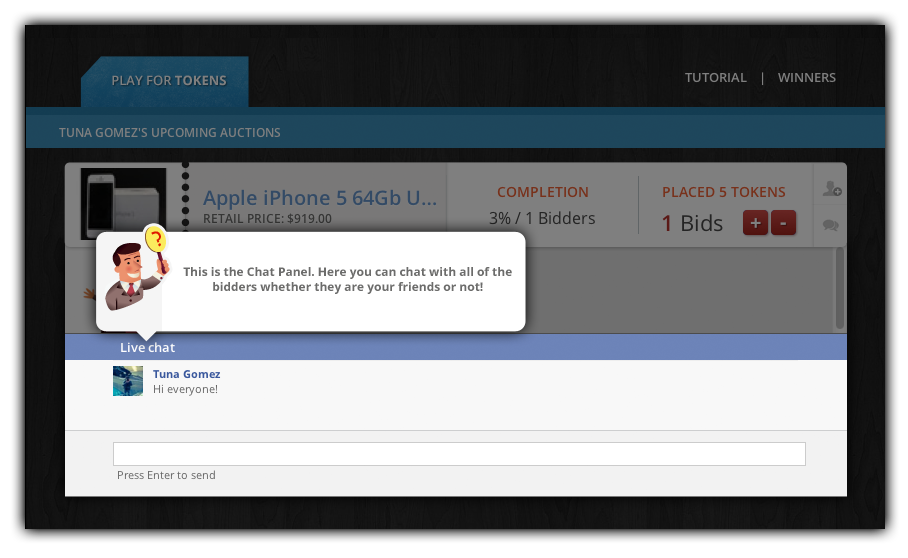 PLAY FOR TOKENS
TUTORIAL | WINNERS
TUNA GOMEZ'S UPCOMING AUCTIONS
Apple iPhone 5 64Gb U...
RETAIL PRICE: $919.00
COMPLETION
3% / 1 Bidders
PLACED 5 TOKENS
1 Bids + -
?
This is the Chat Panel. Here you can chat with all of the
bidders whether they are your friends or not!
Live chat
Tuna Gomez
Hi everyone!
Press Enter to send